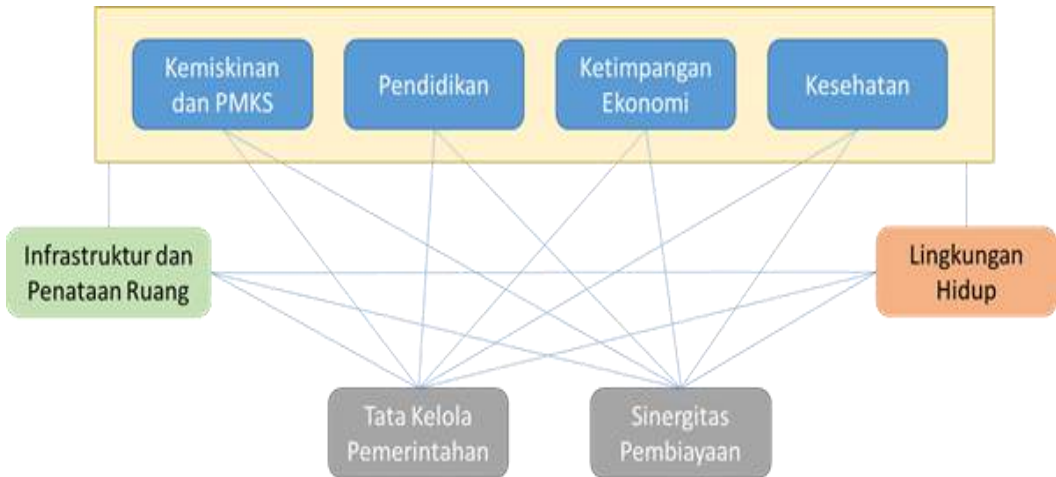 Kemiskinan
dan PMKS
Pendidikan
Ketimpangan
Ekonomi
Kesehatan
Infrastruktur dan
Penataan Ruang
Lingkungan
Hidup
Tata Kelola
Pemerintahan
Sinergitas
Pembiayaan